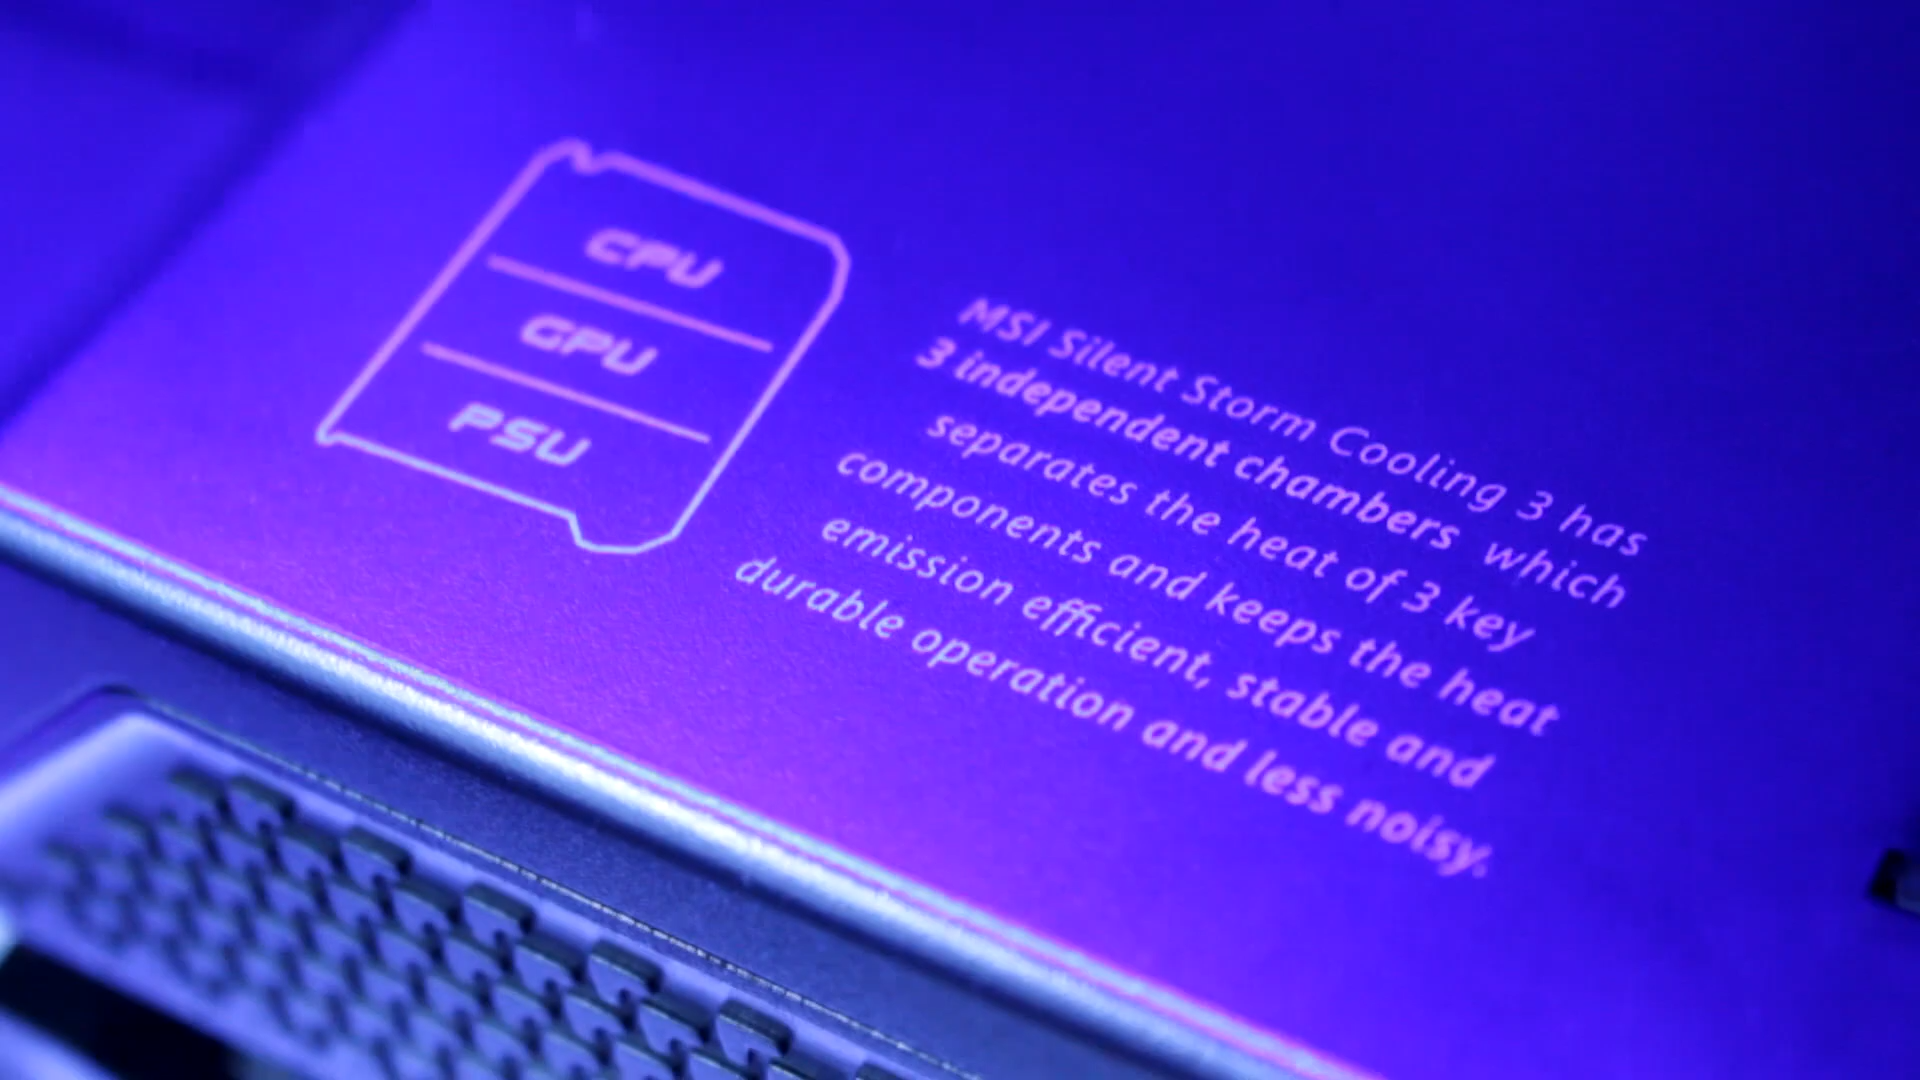 CPU
GPU
PSU
MSI Silent Storm Cooling 3 has
3 independent chambers which
separates the heat of 3 key
components and keeps the heat
emission efficient, stable and
durable operation and less noisy.